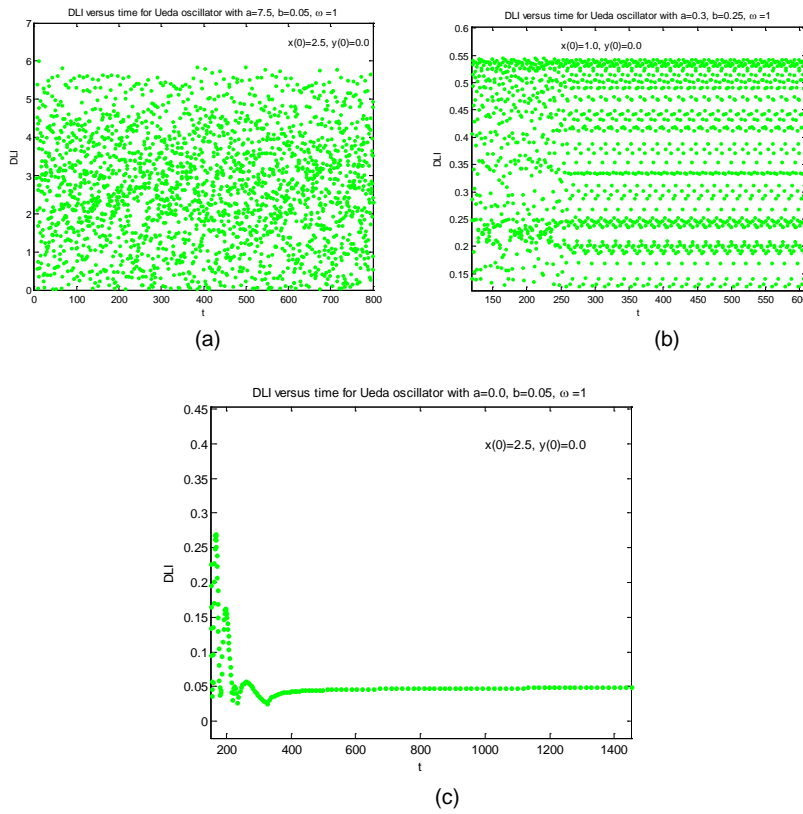 DLI versus time for Ueda oscillator with a=7.5, b=0.05, ω =1
x(0)=2.5, y(0)=0.0
7
6
5
4
3
2
1
0
DLI
0 100 200 300 400 500 600 700 800
t
(a)
DLI versus time for Ueda oscillator with a=0.3, b=0.25, ω=1
x(0)=1.0, y(0)=0.0
0.6
0.55
0.5
0.45
0.4
0.35
0.3
0.25
0.2
0.15
DLI
150 200 250 300 350 400 450 500 550 600
t
(b)
DLI versus time for Ueda oscillator with a=0.0, b=0.05, ω =1
x(0)=2.5, y(0)=0.0
0.45
0.4
0.35
0.3
0.25
0.2
0.15
0.1
0.05
0
DLI
200 400 600 800 1000 1200 1400
t
(c)